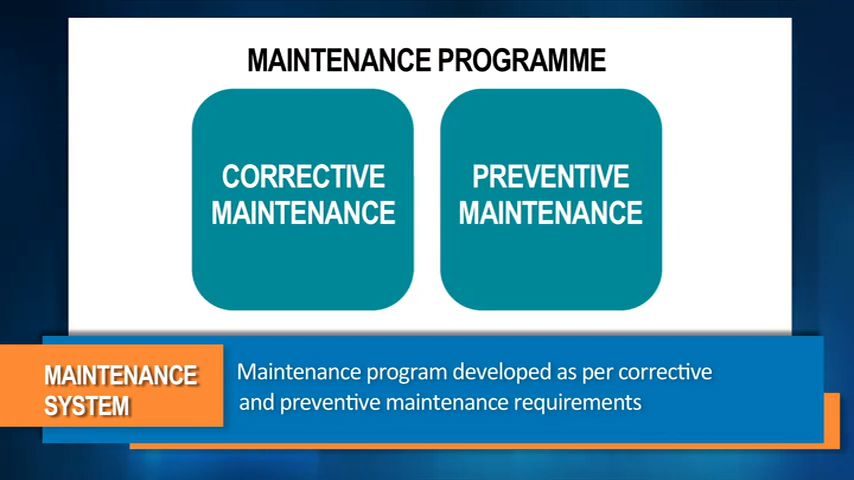 MAINTENANCE PROGRAMME
CORRECTIVE
MAINTENANCE
PREVENTIVE
MAINTENANCE
MAINTENANCE
SYSTEM
Maintenance program developed as per corrective
and preventive maintenance requirements